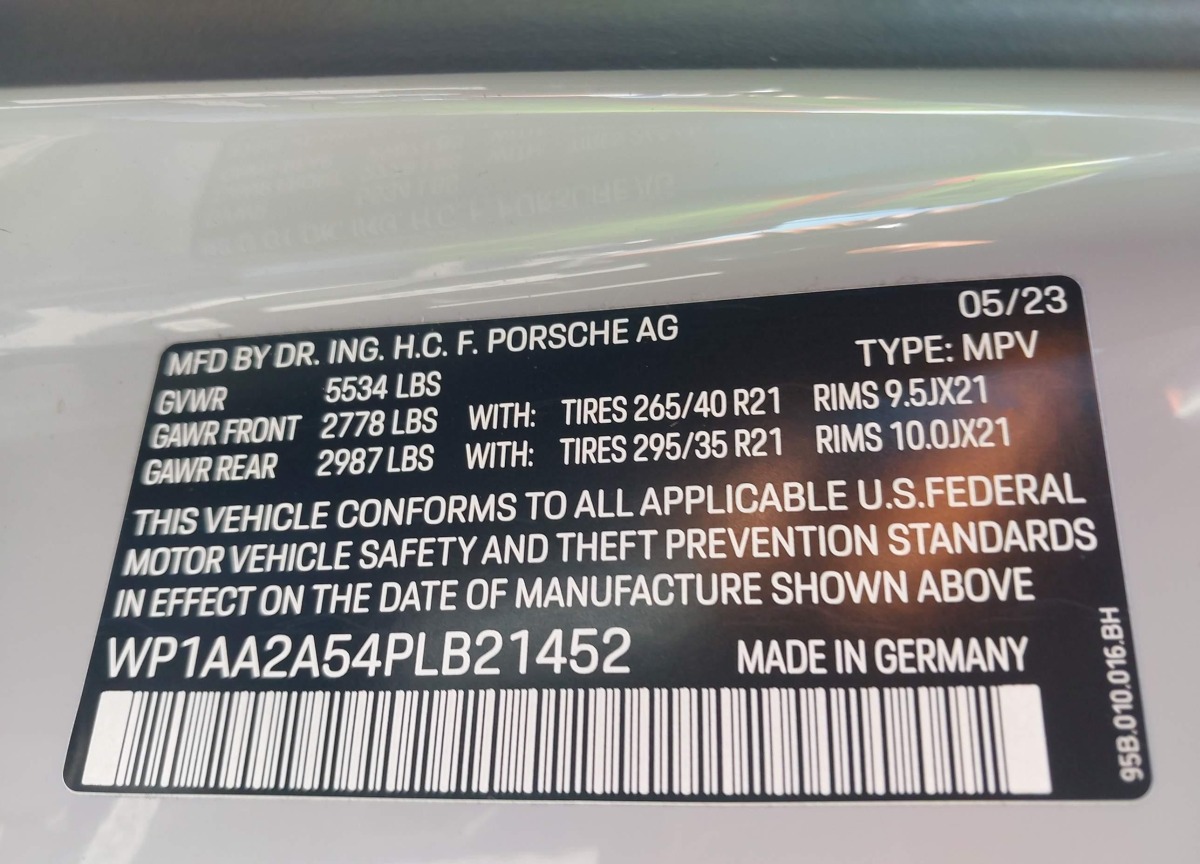 05/23
MFD BY DR. ING. H.C. F. PORSCHE AG
TYPE: MPV
GVWR 5534 LBS
GAWR FRONT 2778 LBS WITH: TIRES 265/40 R21 RIMS 9.5JX21
GAWR REAR 2987 LBS WITH: TIRES 295/35 R21 RIMS 10.0JX21
THIS VEHICLE CONFORMS TO ALL APPLICABLE U.S.FEDERAL
MOTOR VEHICLE SAFETY AND THEFT PREVENTION STANDARDS
IN EFFECT ON THE DATE OF MANUFACTURE SHOWN ABOVE
WP1AA2A54PLB21452 MADE IN GERMANY
95B.010.016.BH